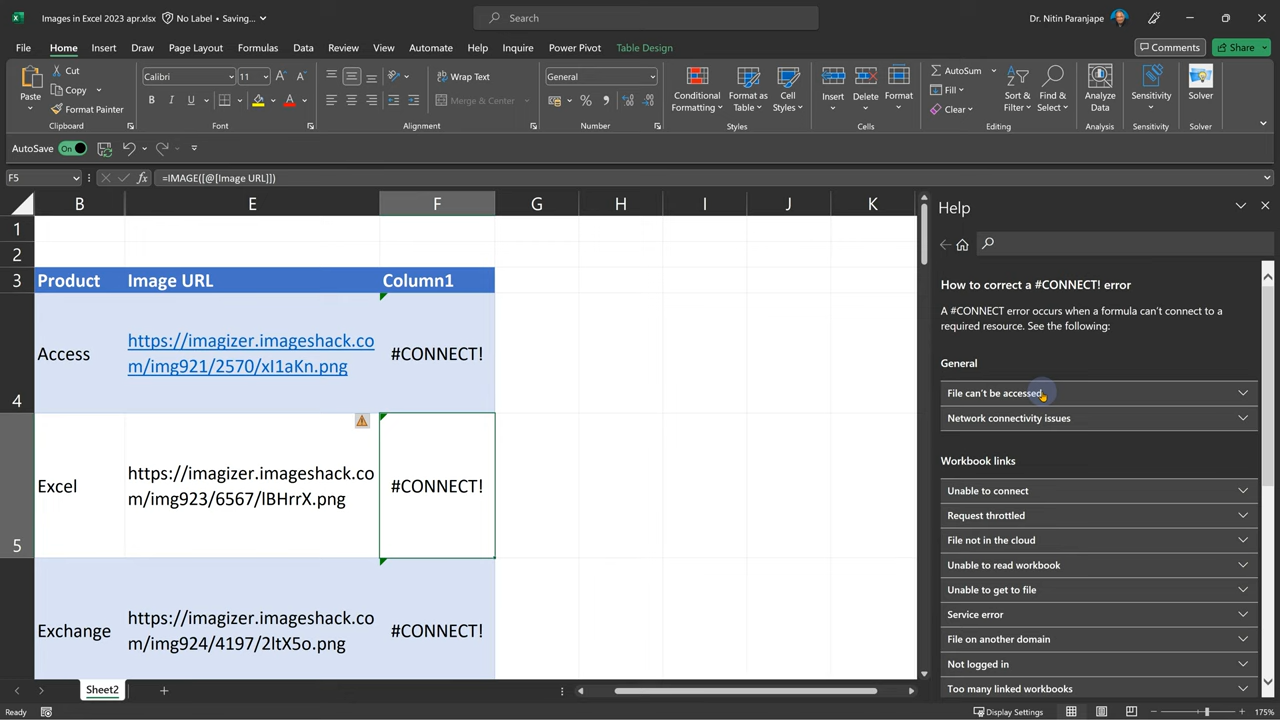 Images in Excel 2023 apr.xlsx
No Label • Saving...
Search
Dr. Nitin Paranjape
File Home Insert Draw Page Layout Formulas Data Review View Automate Help Inquire Power Pivot Table Design
Comments
Share
Paste
Cut
Copy
Format Painter
Clipboard
Calibri 11
B I U
Font
Wrap Text
Merge & Center
Alignment
General
Number
Conditional Formatting
Format as Table
Cell Styles
Styles
Insert
Delete
Format
Cells
AutoSum
Fill
Clear
Sort & Filter
Find & Select
Editing
Analyze Data
Analysis
Sensitivity
Sensitivity
Solver
Solver
AutoSave On
F5
fx =IMAGE([@[Image URL]])
B E F G H I J K
1
2
3 Product Image URL Column1
4 Access https://imagizer.imageshack.co
m/img921/2570/xI1aKn.png #CONNECT!
5 Excel https://imagizer.imageshack.co
m/img923/6567/lBHrrX.png #CONNECT!
Exchange https://imagizer.imageshack.co
m/img924/4197/2ltX5o.png #CONNECT!
Help
How to correct a #CONNECT! error
A #CONNECT error occurs when a formula can't connect to a
required resource. See the following:
General
File can't be accessed
Network connectivity issues
Workbook links
Unable to connect
Request throttled
File not in the cloud
Unable to read workbook
Unable to get to file
Service error
File on another domain
Not logged in
Too many linked workbooks
Sheet2
Ready
Display Settings
175%